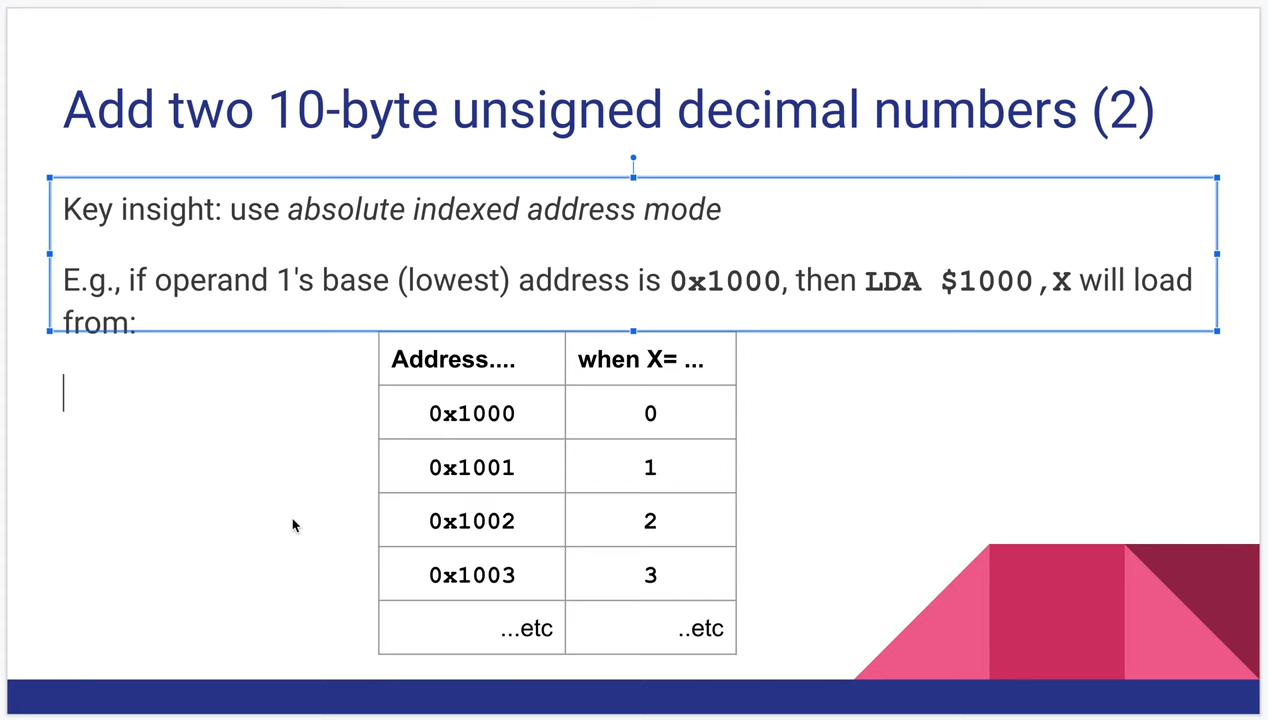 Add two 10-byte unsigned decimal numbers (2)
Key insight: use absolute indexed address mode
E.g., if operand 1's base (lowest) address is 0x1000, then LDA $1000,X will load
from:
Address.... when X= ...
0x1000 0
0x1001 1
0x1002 2
0x1003 3
...etc ..etc